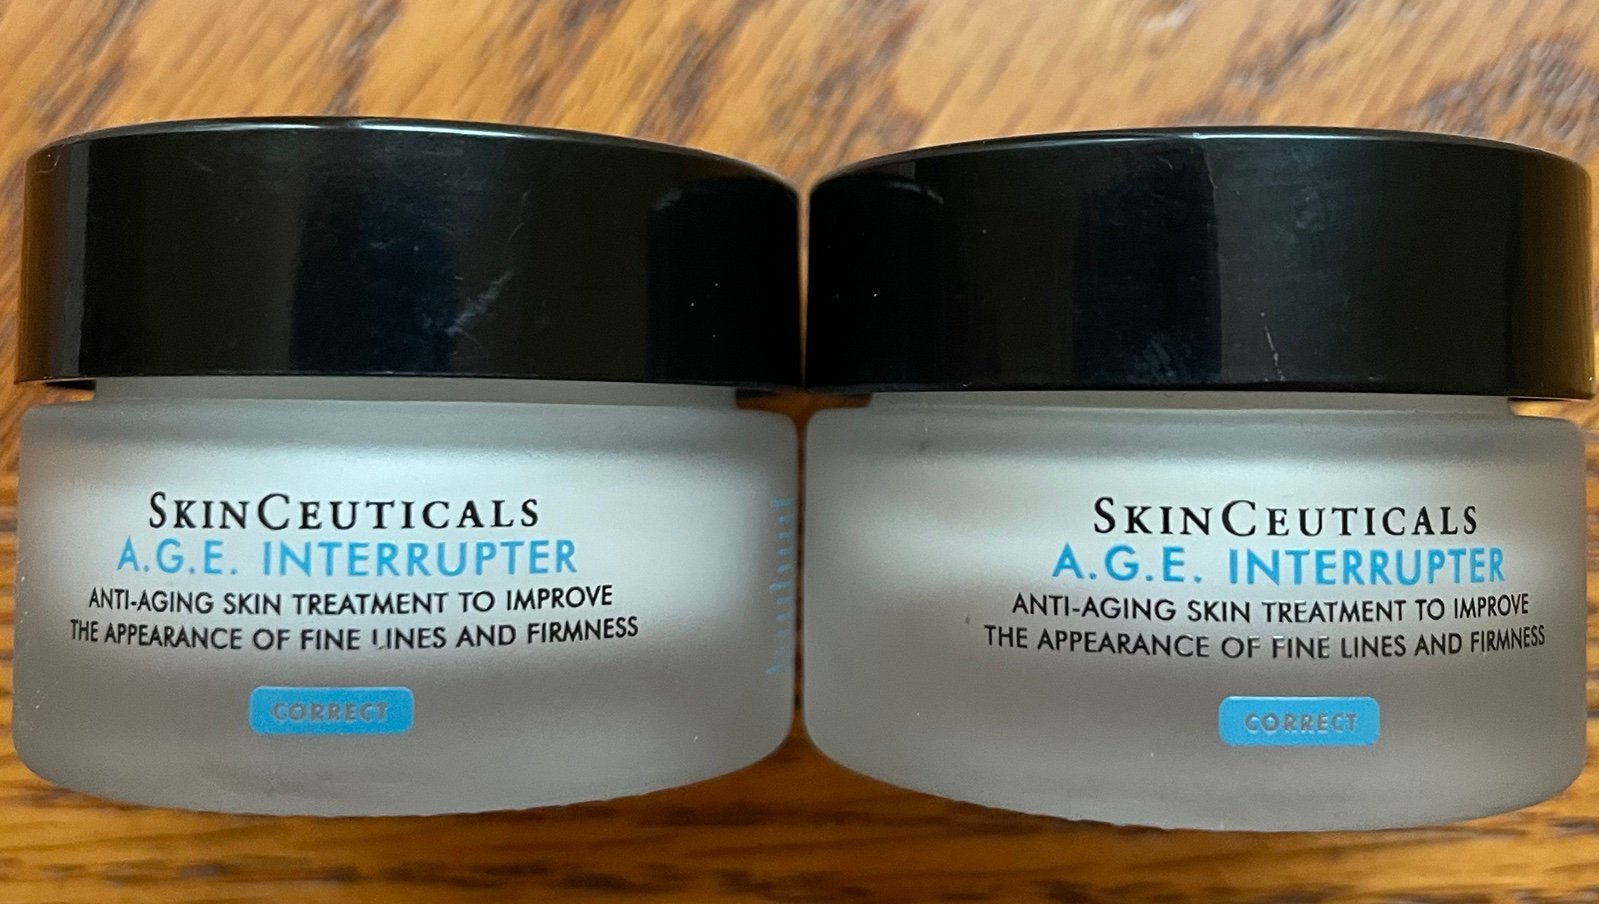 SKINCEUTICALS
A.G.E. INTERRUPTER
ANTI-AGING SKIN TREATMENT TO IMPROVE
THE APPEARANCE OF FINE LINES AND FIRMNESS
CORRECT
SKINCEUTICALS
A.G.E. INTERRUPTER
ANTI-AGING SKIN TREATMENT TO IMPROVE
THE APPEARANCE OF FINE LINES AND FIRMNESS
CORRECT